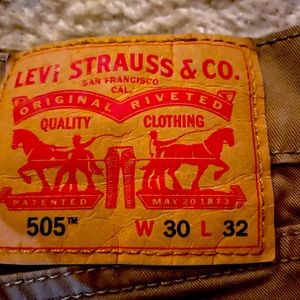 LEVI STRAUSS & CO.
SAN FRANCISCO
CAL.
ORIGINAL RIVETED
QUALITY CLOTHING
PATENTED MAY 20 1873
505™ W 30 L 32